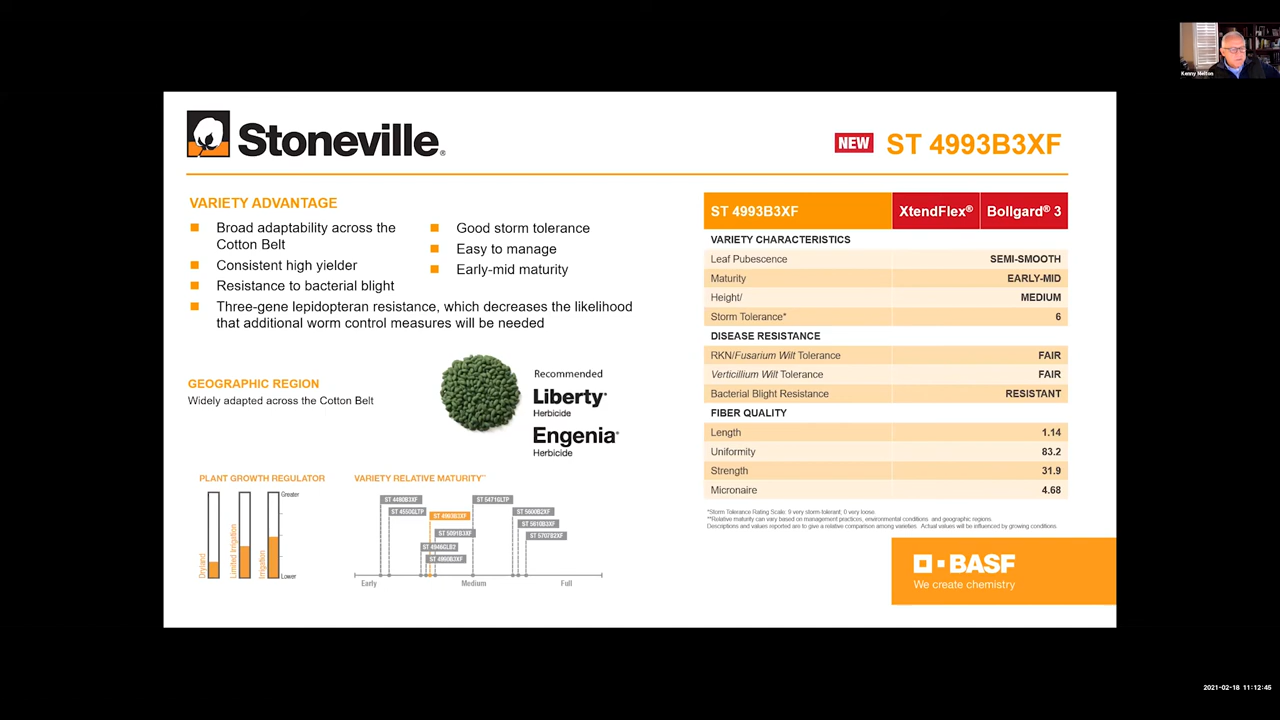 Kenny Melton
Stoneville®
NEW ST 4993B3XF
VARIETY ADVANTAGE
Broad adaptability across the
Cotton Belt
Consistent high yielder
Resistance to bacterial blight
Three-gene lepidopteran resistance, which decreases the likelihood
that additional worm control measures will be needed
Good storm tolerance
Easy to manage
Early-mid maturity
GEOGRAPHIC REGION
Widely adapted across the Cotton Belt
Recommended
Liberty®
Herbicide
Engenia®
Herbicide
PLANT GROWTH REGULATOR
Greater
Lower
Dryland
Limited Irrigation
Irrigation
VARIETY RELATIVE MATURITY**
ST 4480B3XF
ST 4550GLTP
ST 4993B3XF
ST 5091B3XF
ST 4946GLB2
ST 4990B3XF
ST 5471GLTP
ST 5600B2XF
ST 5610B3XF
ST 5707B2XF
Early
Medium
Full
ST 4993B3XF XtendFlex® Bollgard® 3
VARIETY CHARACTERISTICS
Leaf Pubescence SEMI-SMOOTH
Maturity EARLY-MID
Height/ MEDIUM
Storm Tolerance* 6
DISEASE RESISTANCE
RKN/Fusarium Wilt Tolerance FAIR
Verticillium Wilt Tolerance FAIR
Bacterial Blight Resistance RESISTANT
FIBER QUALITY
Length 1.14
Uniformity 83.2
Strength 31.9
Micronaire 4.68
*Storm Tolerance Rating Scale: 9 very storm-tolerant; 0 very loose.
**Relative maturity can vary based on management practices, environmental conditions and geographic regions.
Descriptions and values reported are to give a relative comparison among varieties. Actual values will be influenced by growing conditions
BASF
We create chemistry
2021-02-18 11:12:45